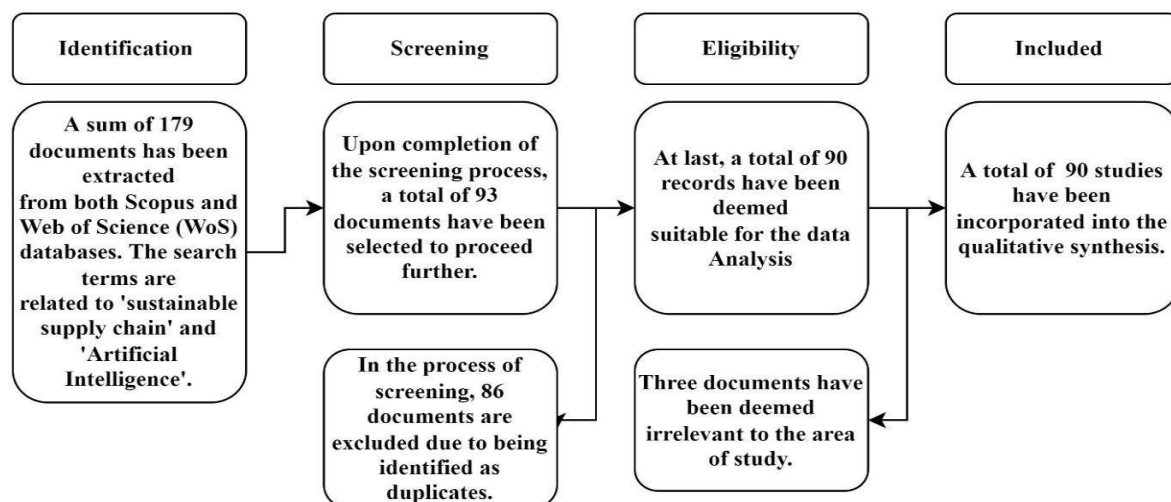 Identification
Screening
Eligibility
Included
A sum of 179
documents has been
extracted
from both Scopus and
Web of Science (WoS)
databases. The search
terms are
related to 'sustainable
supply chain' and
'Artificial
Intelligence'.
Upon completion of
the screening process,
a total of 93
documents have been
selected to proceed
further.
In the process of
screening, 86
documents are
excluded due to being
identified as
duplicates.
At last, a total of 90
records have been
deemed
suitable for the data
Analysis
Three documents have
been deemed
irrelevant to the area
of study.
A total of 90 studies
have been
incorporated into the
qualitative synthesis.